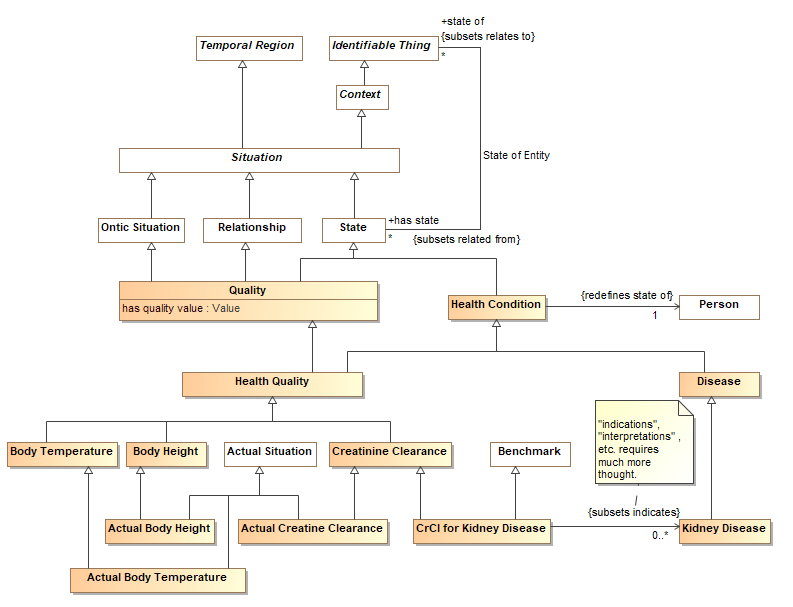 +state of
{subsets relates to}
*
Temporal Region
Identifiable Thing
Context
Situation
State of Entity
Ontic Situation
Relationship
State
+has state
*
{subsets related from}
Quality
has quality value : Value
Health Condition
{redefines state of}
1
Person
Health Quality
Disease
"indications",
"interpretations" ,
etc. requires
much more
thought.
Body Temperature
Body Height
Actual Situation
Creatinine Clearance
Benchmark
{subsets indicates}
0..*
Actual Body Height
Actual Creatine Clearance
CrCl for Kidney Disease
Kidney Disease
Actual Body Temperature